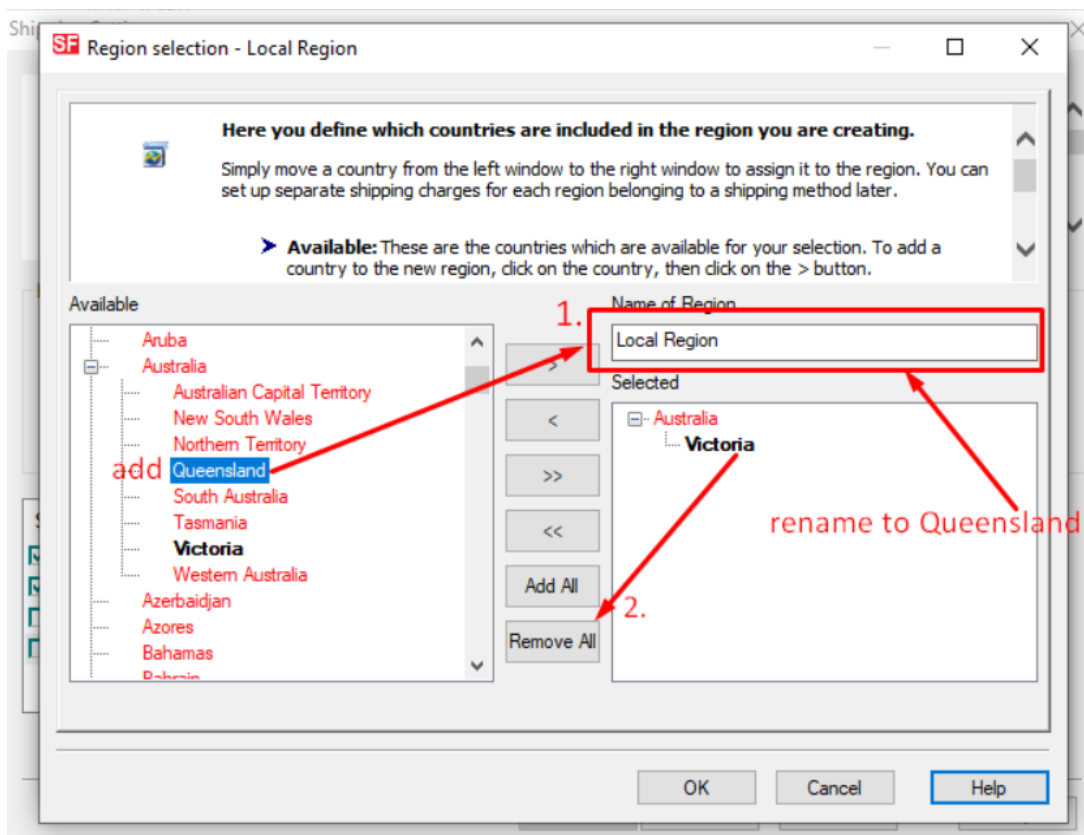 Ship
SF Region selection - Local Region
Here you define which countries are included in the region you are creating.
Simply move a country from the left window to the right window to assign it to the region. You can
set up separate shipping charges for each region belonging to a shipping method later.
Available: These are the countries which are available for your selection. To add a
country to the new region, click on the country, then click on the > button.
Available
Aruba
Australia
Australian Capital Territory
New South Wales
Northern Territory
add Queensland
South Australia
Tasmania
Victoria
Western Australia
Azerbaijan
Azores
Bahamas
Bahrain
1.
>
<
>>
<<
Add All
2.
Remove All
Name of Region
Local Region
Selected
Australia
Victoria
rename to Queensland
OK
Cancel
Help